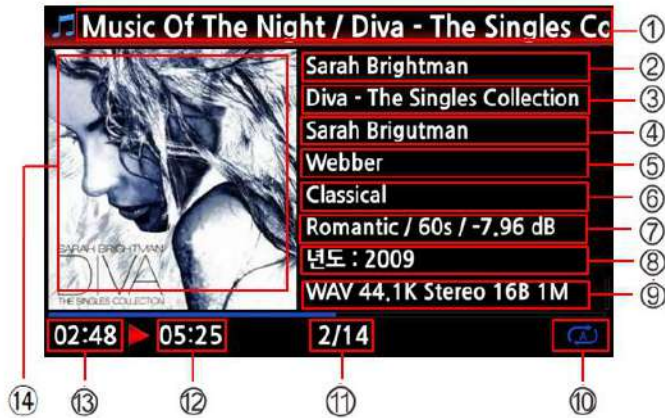 Music Of The Night / Diva - The Singles Co
①
Sarah Brightman
②
Diva - The Singles Collection
③
Sarah Brigutman
④
Webber
⑤
Classical
⑥
Romantic / 60s / -7.96 dB
⑦
년도 : 2009
⑧
WAV 44.1K Stereo 16B 1M
⑨
SARAH BRIGHTMAN
DIVA
THE SINGLES COLLECTION
02:48 05:25 2/14 A
⑭ ⑬ ⑫ ⑪ ⑩